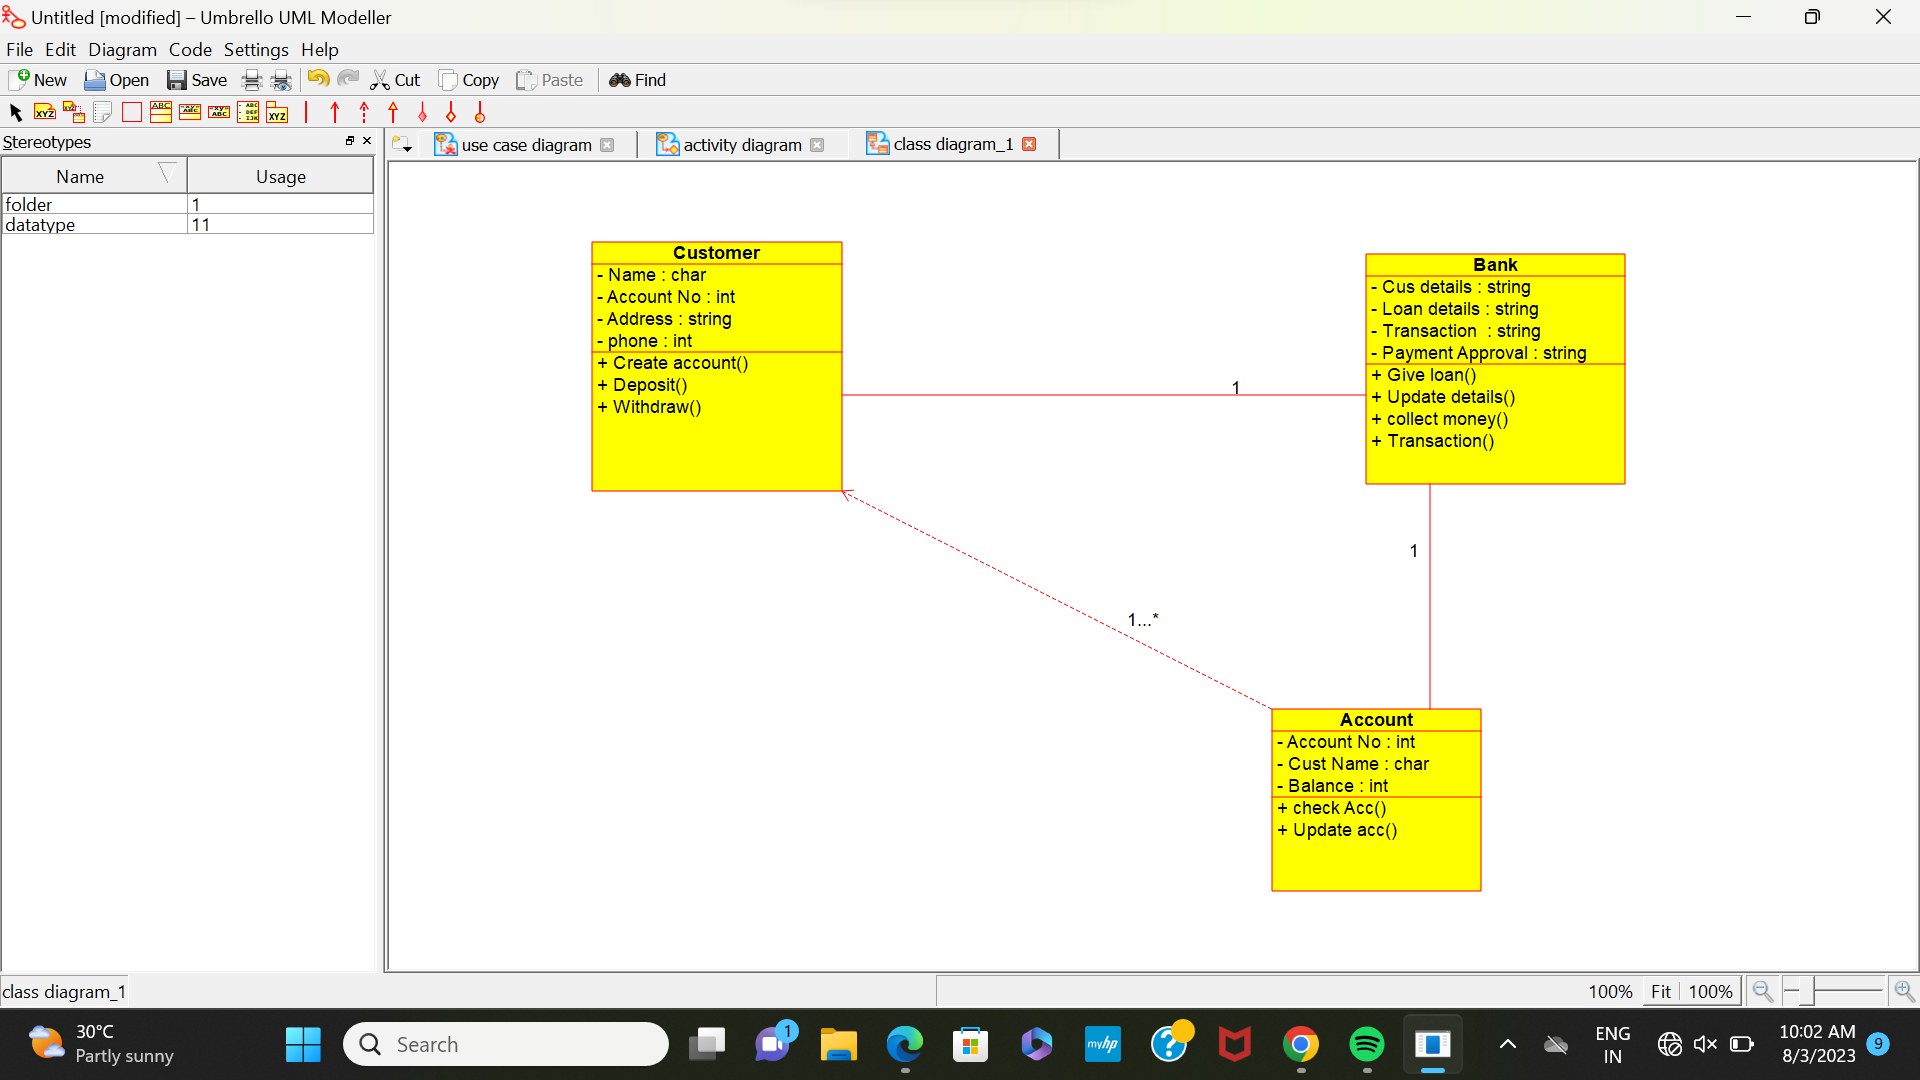 Untitled [modified] – Umbrello UML Modeller
File Edit Diagram Code Settings Help
New Open Save Cut Copy Paste Find
Stereotypes
use case diagram
activity diagram
class diagram_1
Name Usage
folder 1
datatype 11
Customer
- Name : char
- Account No : int
- Address : string
- phone : int
+ Create account()
+ Deposit()
+ Withdraw()
1
Bank
- Cus details : string
- Loan details : string
- Transaction : string
- Payment Approval : string
+ Give loan()
+ Update details()
+ collect money()
+ Transaction()
1
1...*
Account
- Account No : int
- Cust Name : char
- Balance : int
+ check Acc()
+ Update acc()
class diagram_1
100% Fit 100%
30°C
Partly sunny
Search
1
myhp
ENG
IN
10:02 AM
8/3/2023
9